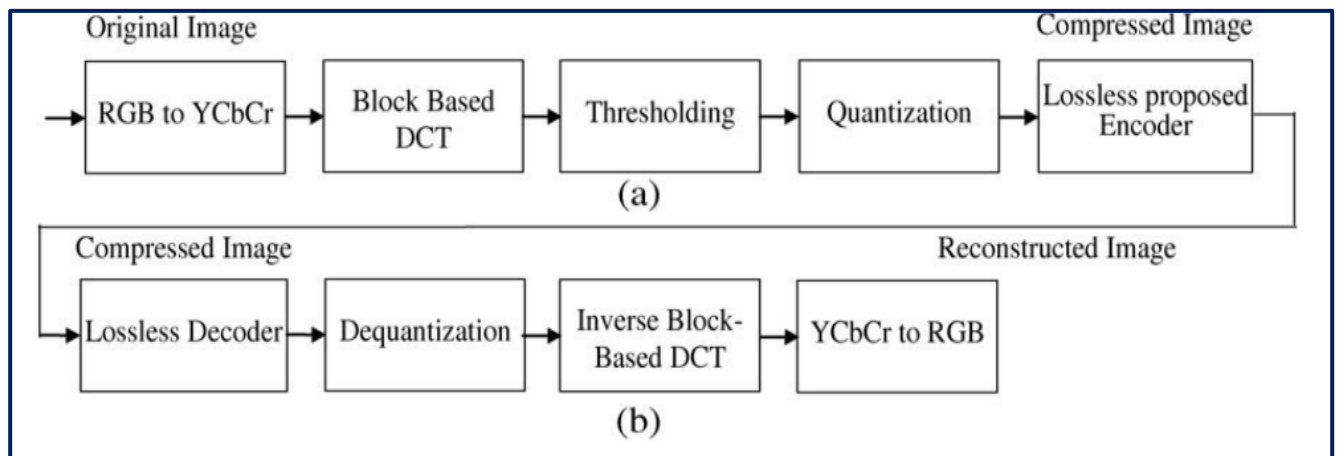 Original Image
Compressed Image
RGB to YCbCr
Block Based
DCT
Thresholding
Quantization
Lossless proposed
Encoder
(a)
Compressed Image
Reconstructed Image
Lossless Decoder
Dequantization
Inverse Block-
Based DCT
YCbCr to RGB
(b)